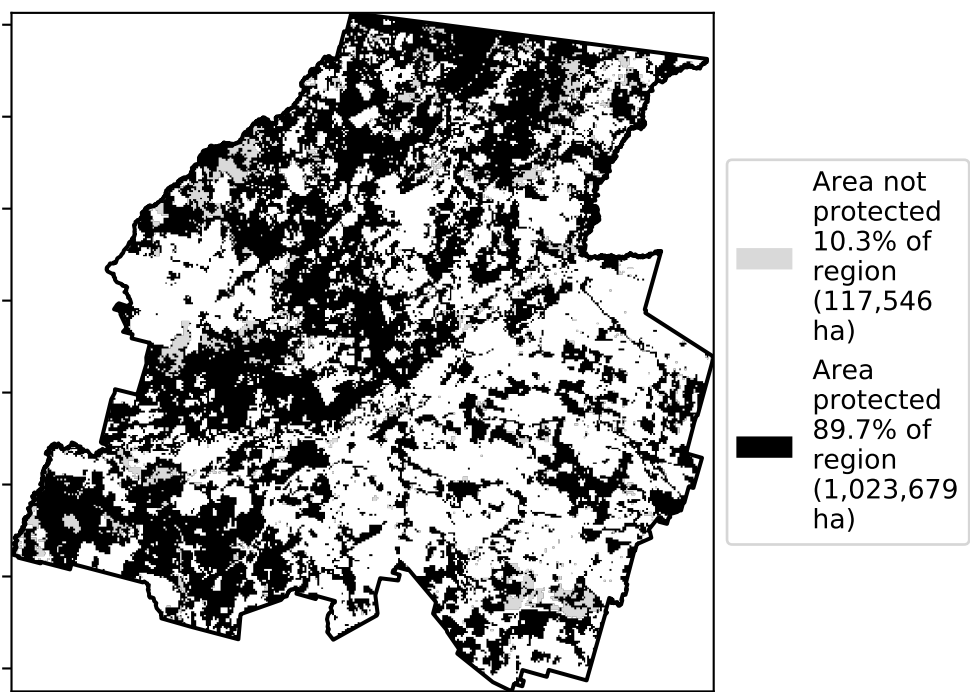 Area not
protected
10.3% of
region
(117,546
ha)
Area
protected
89.7% of
region
(1,023,679
ha)